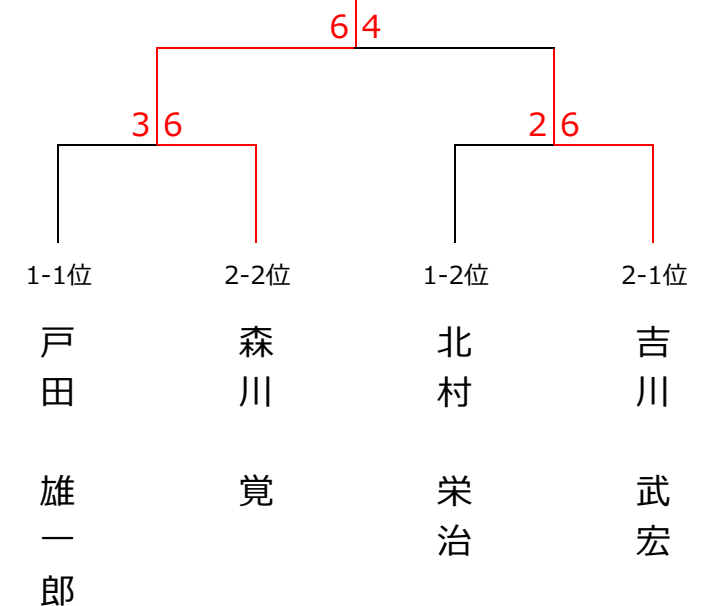 6 4
3 6
2 6
1-1位
2-2位
1-2位
2-1位
戸田 雄一郎
森川 覚
北村 栄治
吉川 武宏